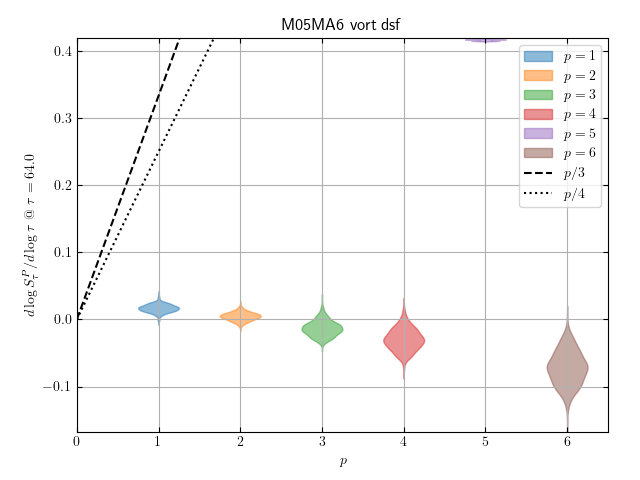 M05MA6 vort dsf
d log S_τ^P / d log τ @ τ = 64.0
0.4
0.3
0.2
0.1
0.0
−0.1
0 1 2 3 4 5 6
p
p = 1
p = 2
p = 3
p = 4
p = 5
p = 6
p/3
p/4